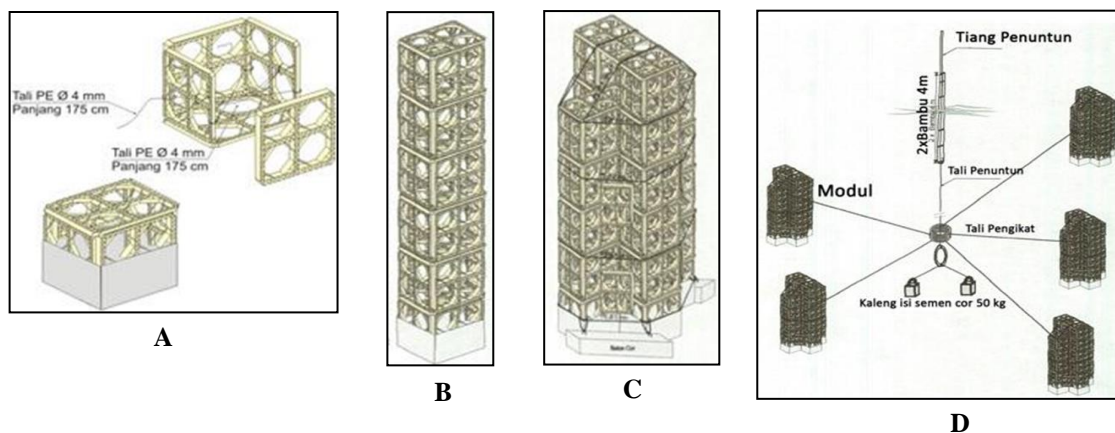 Tali PE Ø 4 mm
Panjang 175 cm
Tali PE Ø 4 mm
Panjang 175 cm
A
B
C
Tiang Penuntun
2xBambu 4m
Tali Penuntun
Modul
Tali Pengikat
Kaleng isi semen cor 50 kg
D